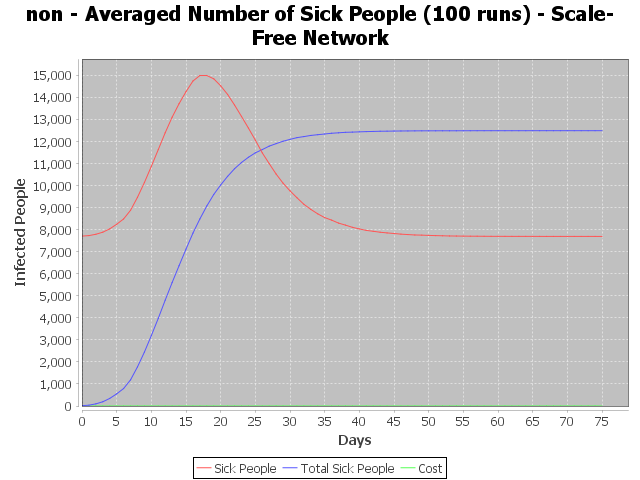 non - Averaged Number of Sick People (100 runs) - Scale-
Free Network
15,000
14,000
13,000
12,000
11,000
10,000
9,000
8,000
7,000
6,000
5,000
4,000
3,000
2,000
1,000
0
Infected People
0 5 10 15 20 25 30 35 40 45 50 55 60 65 70 75
Days
Sick People Total Sick People Cost